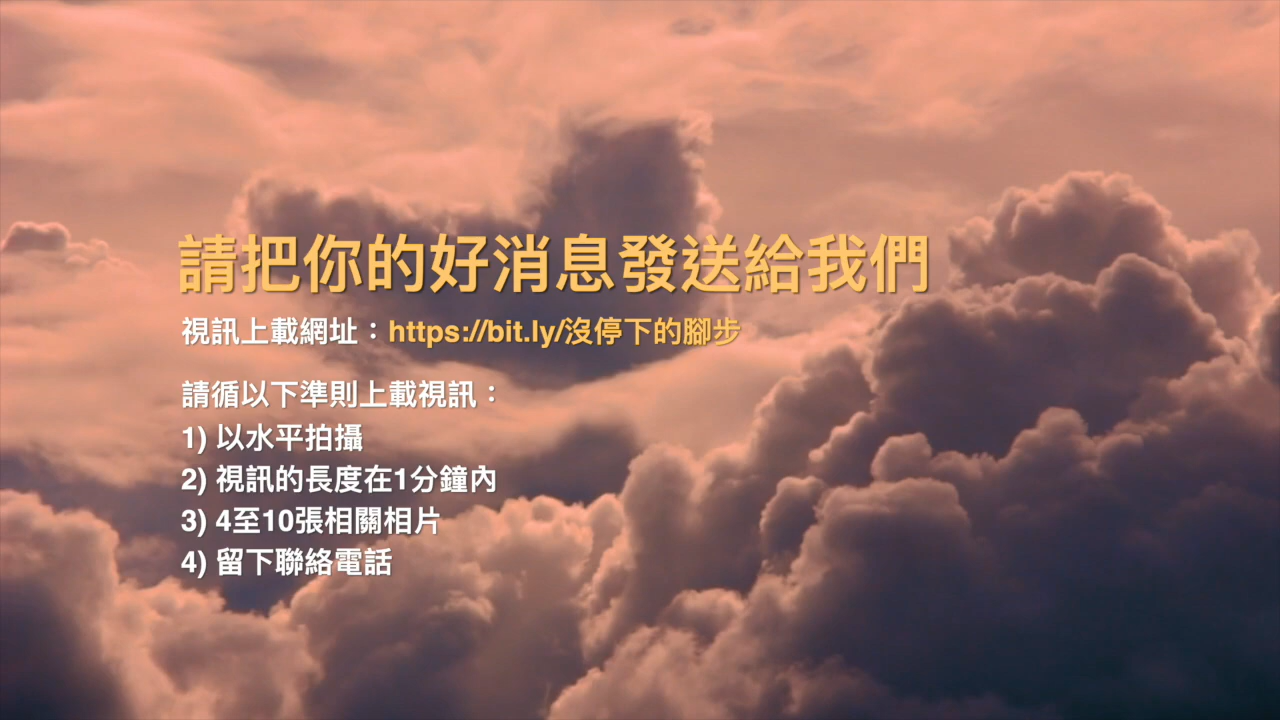 請把你的好消息發送給我們
視訊上載網址：https://bit.ly/沒停下的腳步
請循以下準則上載視訊：
1) 以水平拍攝
2) 視訊的長度在1分鐘內
3) 4至10張相關相片
4) 留下聯絡電話